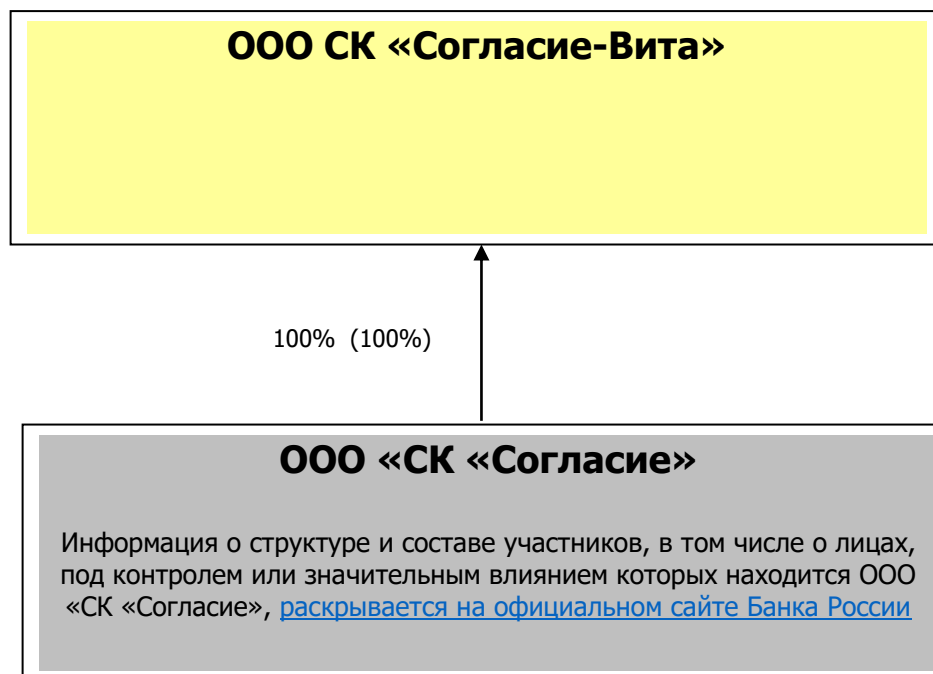 ООО СК «Согласие-Вита»
100% (100%)
ООО «СК «Согласие»
Информация о структуре и составе участников, в том числе о лицах,
под контролем или значительным влиянием которых находится ООО
«СК «Согласие», раскрывается на официальном сайте Банка России